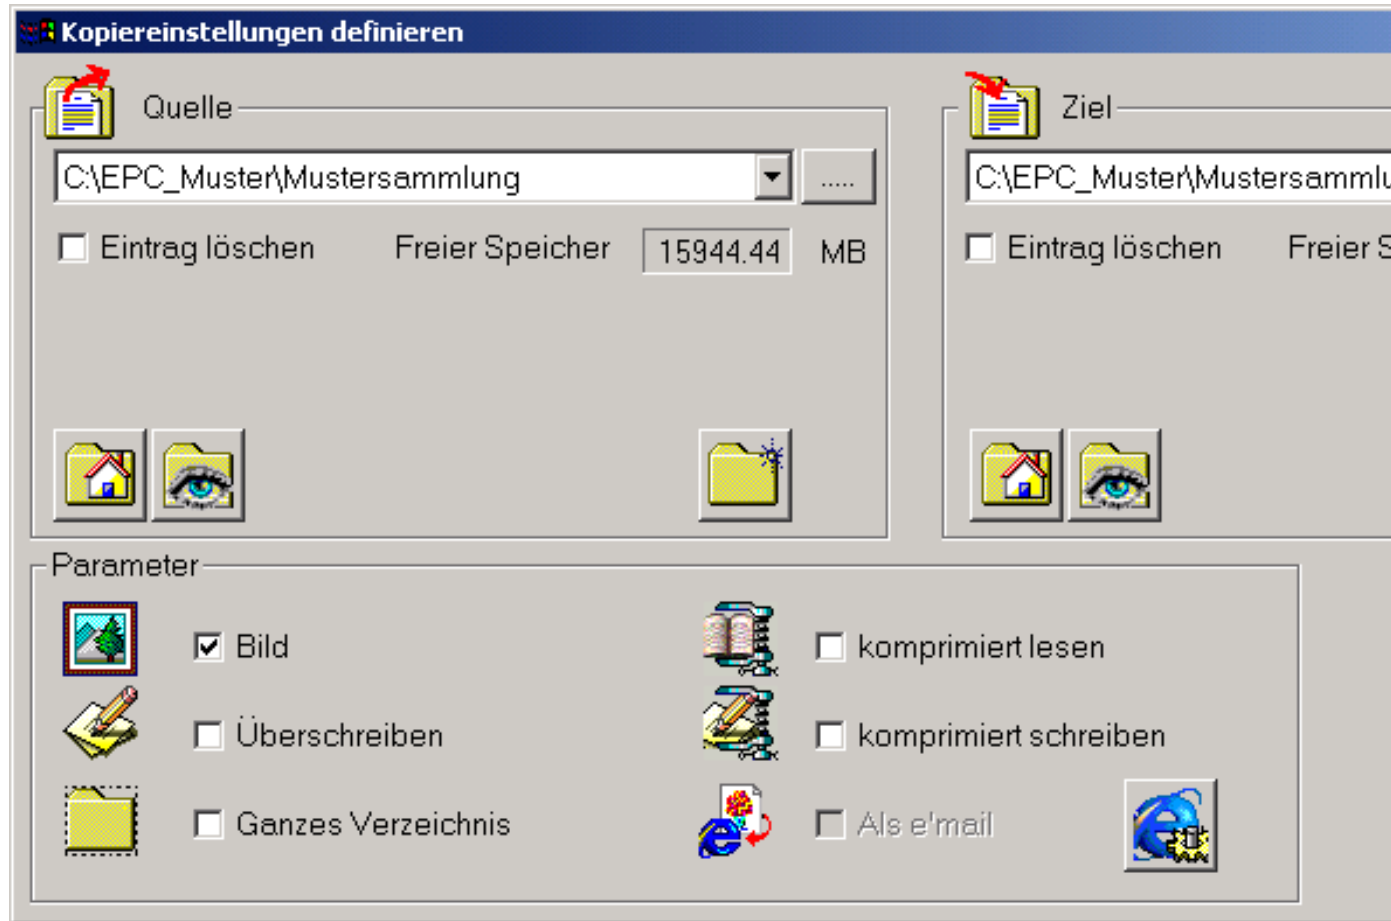 Kopiereinstellungen definieren
Quelle
C:\EPC_Muster\Mustersammlung
.....
Eintrag löschen Freier Speicher 15944.44 MB
Ziel
C:\EPC_Muster\Mustersammlu
Eintrag löschen Freier S
Parameter
Bild
komprimiert lesen
Überschreiben
komprimiert schreiben
Ganzes Verzeichnis
Als e'mail